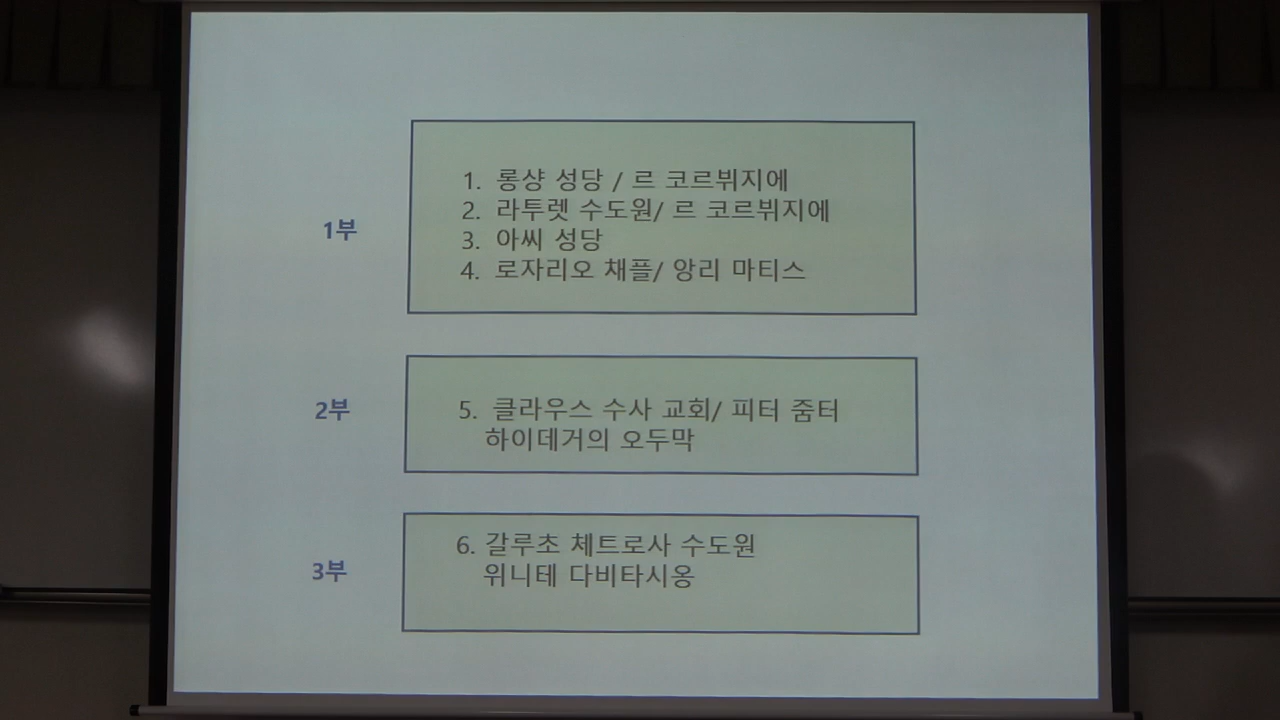 1부
1. 롱샹 성당 / 르 코르뷔지에
2. 라투렛 수도원/ 르 코르뷔지에
3. 아씨 성당
4. 로자리오 채플/ 앙리 마티스
2부
5. 클라우스 수사 교회/ 피터 줌터
하이데거의 오두막
3부
6. 갈루초 체트로사 수도원
위니테 다비타시옹